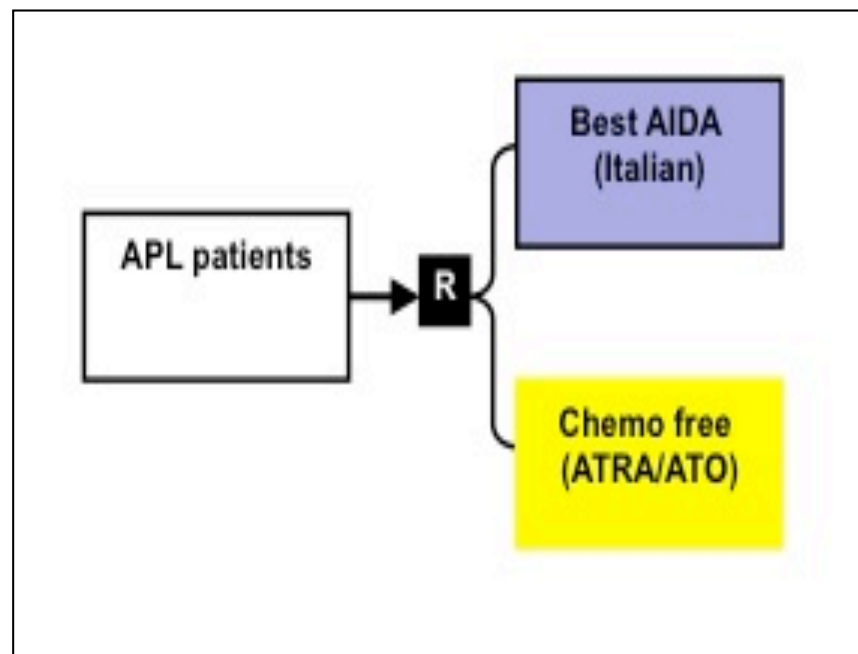 APL patients
R
Best AIDA
(Italian)
Chemo free
(ATRA/ATO)